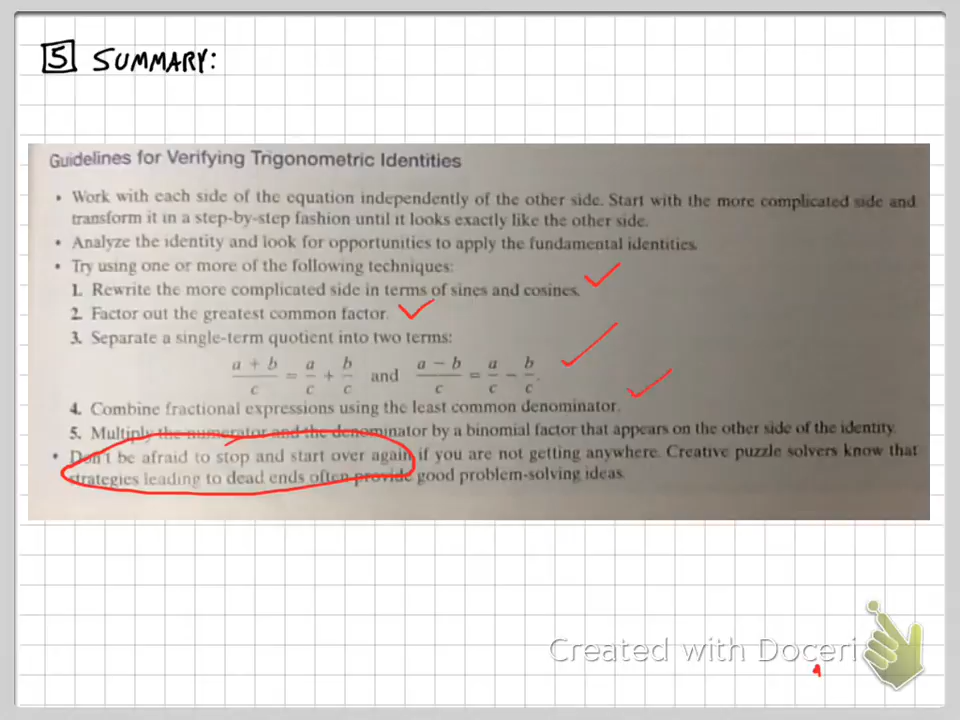 5 SUMMARY:
Guidelines for Verifying Trigonometric Identities
• Work with each side of the equation independently of the other side. Start with the more complicated side and
transform it in a step-by-step fashion until it looks exactly like the other side.
• Analyze the identity and look for opportunities to apply the fundamental identities.
• Try using one or more of the following techniques:
1. Rewrite the more complicated side in terms of sines and cosines.
2. Factor out the greatest common factor.
3. Separate a single-term quotient into two terms:
(a + b)/c = a/c + b/c and (a − b)/c = a/c − b/c.
4. Combine fractional expressions using the least common denominator.
5. Multiply the numerator and the denominator by a binomial factor that appears on the other side of the identity.
• Don't be afraid to stop and start over again if you are not getting anywhere. Creative puzzle solvers know that
strategies leading to dead ends often provide good problem-solving ideas.
Created with Doceri